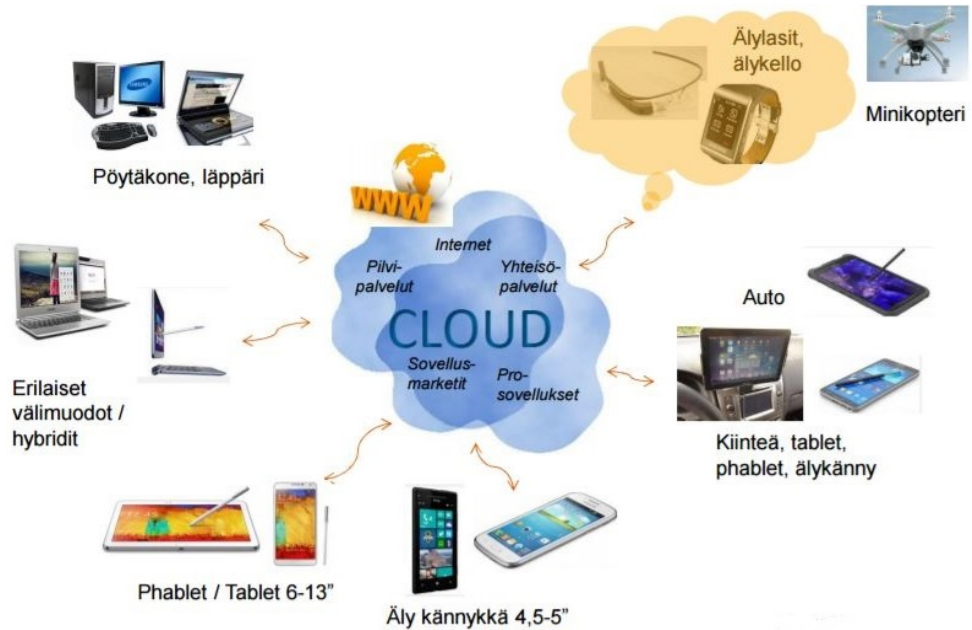 Älylasit,
älykello
Minikopteri
SAMSUNG
Pöytäkone, läppäri
WWW
Internet
Pilvi-
palvelut
Yhteisö-
palvelut
CLOUD
Sovellus-
marketit
Pro-
sovellukset
Auto
Erilaiset
välimuodot /
hybridit
Kiinteä, tablet,
phablet, älykänny
Phablet / Tablet 6-13”
Äly kännykkä 4,5-5”